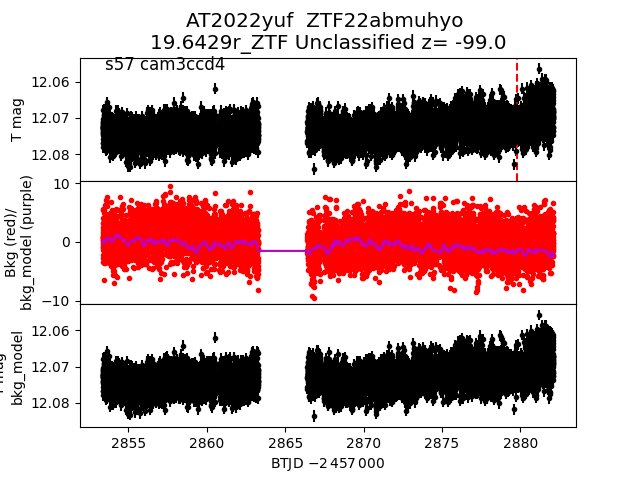 AT2022yuf  ZTF22abmuhyo
19.6429r_ZTF Unclassified z= -99.0
s57 cam3ccd4
12.06
12.07
12.08
T mag
10
0
−10
Bkg (red)/
bkg_model (purple)
12.06
12.07
12.08
bkg_model
2855
2860
2865
2870
2875
2880
BTJD −2 457 000